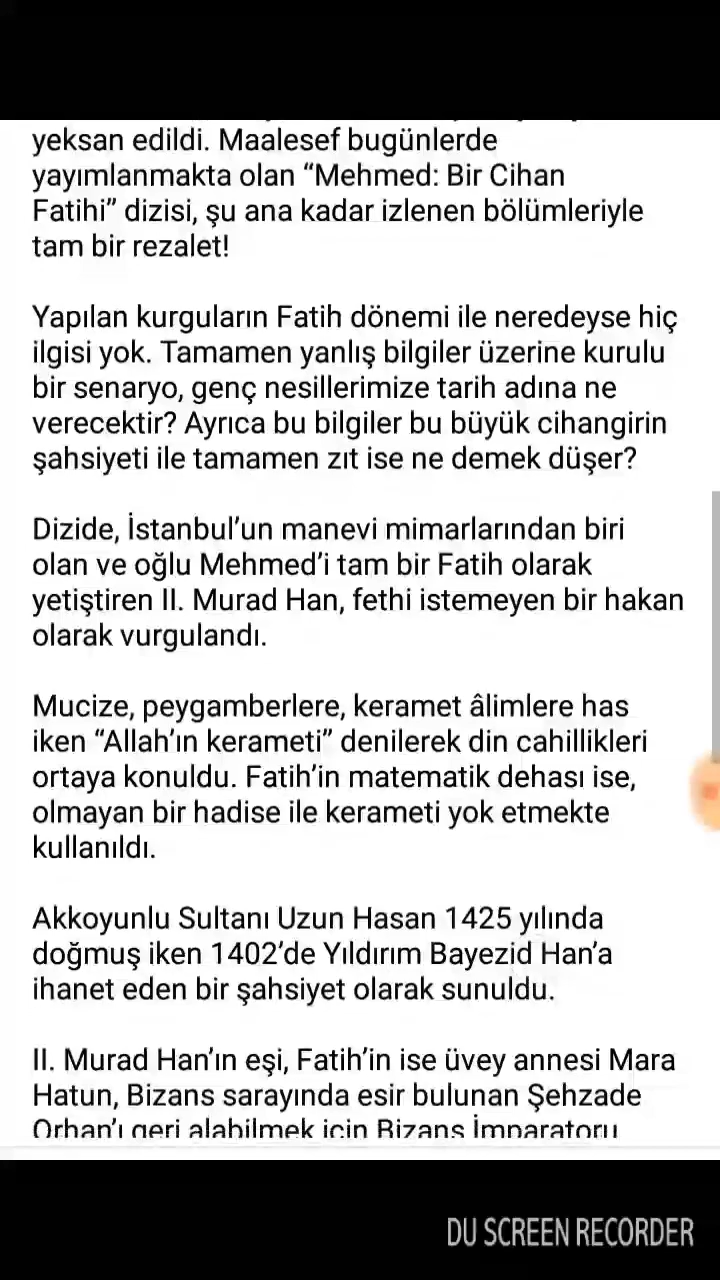 yeksan edildi. Maalesef bugünlerde
yayımlanmakta olan “Mehmed: Bir Cihan
Fatihi” dizisi, şu ana kadar izlenen bölümleriyle
tam bir rezalet!
Yapılan kurguların Fatih dönemi ile neredeyse hiç
ilgisi yok. Tamamen yanlış bilgiler üzerine kurulu
bir senaryo, genç nesillerimize tarih adına ne
verecektir? Ayrıca bu bilgiler bu büyük cihangirin
şahsiyeti ile tamamen zıt ise ne demek düşer?
Dizide, İstanbul’un manevi mimarlarından biri
olan ve oğlu Mehmed’i tam bir Fatih olarak
yetiştiren II. Murad Han, fethi istemeyen bir hakan
olarak vurgulandı.
Mucize, peygamberlere, keramet âlimlere has
iken “Allah’ın kerameti” denilerek din cahillikleri
ortaya konuldu. Fatih’in matematik dehası ise,
olmayan bir hadise ile kerameti yok etmekte
kullanıldı.
Akkoyunlu Sultanı Uzun Hasan 1425 yılında
doğmuş iken 1402’de Yıldırım Bayezid Han’a
ihanet eden bir şahsiyet olarak sunuldu.
II. Murad Han’ın eşi, Fatih’in ise üvey annesi Mara
Hatun, Bizans sarayında esir bulunan Şehzade
Orhan’ı geri alabilmek için Bizans İmparatoru
DU SCREEN RECORDER